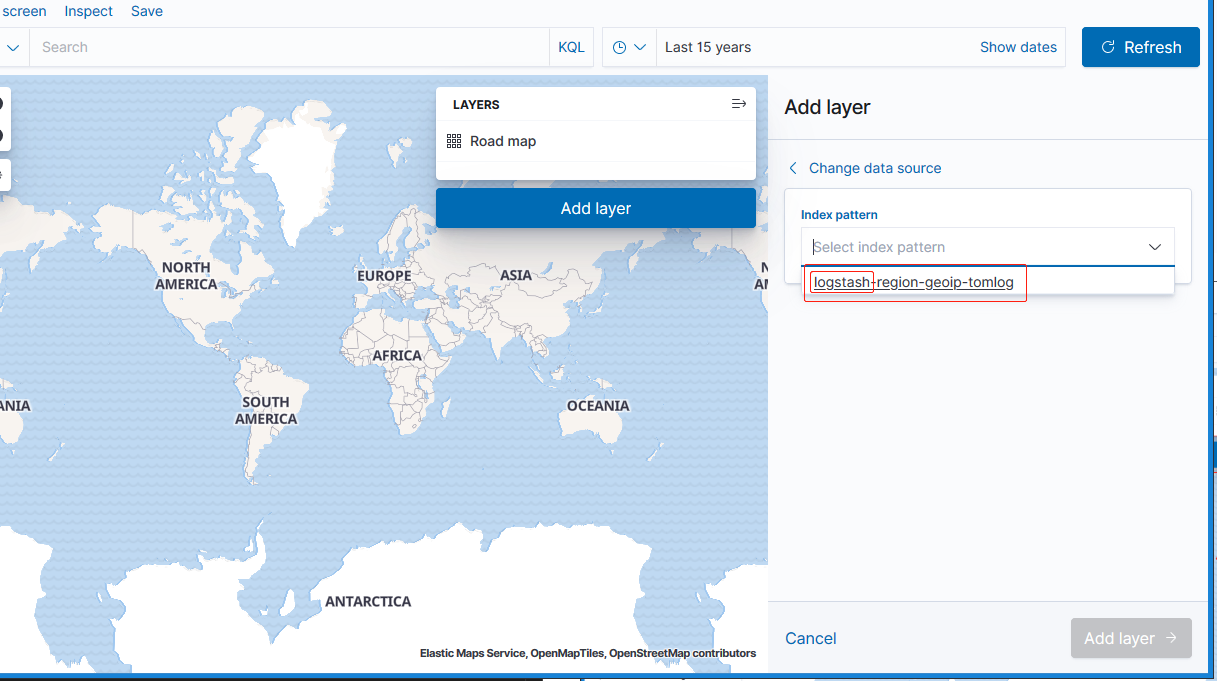 screen Inspect Save
Search KQL Last 15 years Show dates Refresh
LAYERS
Road map
Add layer
NORTH
AMERICA
EUROPE
ASIA
N
A
AFRICA
SOUTH
AMERICA
ANIA
OCEANIA
ANTARCTICA
Elastic Maps Service, OpenMapTiles, OpenStreetMap contributors
Add layer
Change data source
Index pattern
Select index pattern
logstash-region-geoip-tomlog
Cancel
Add layer